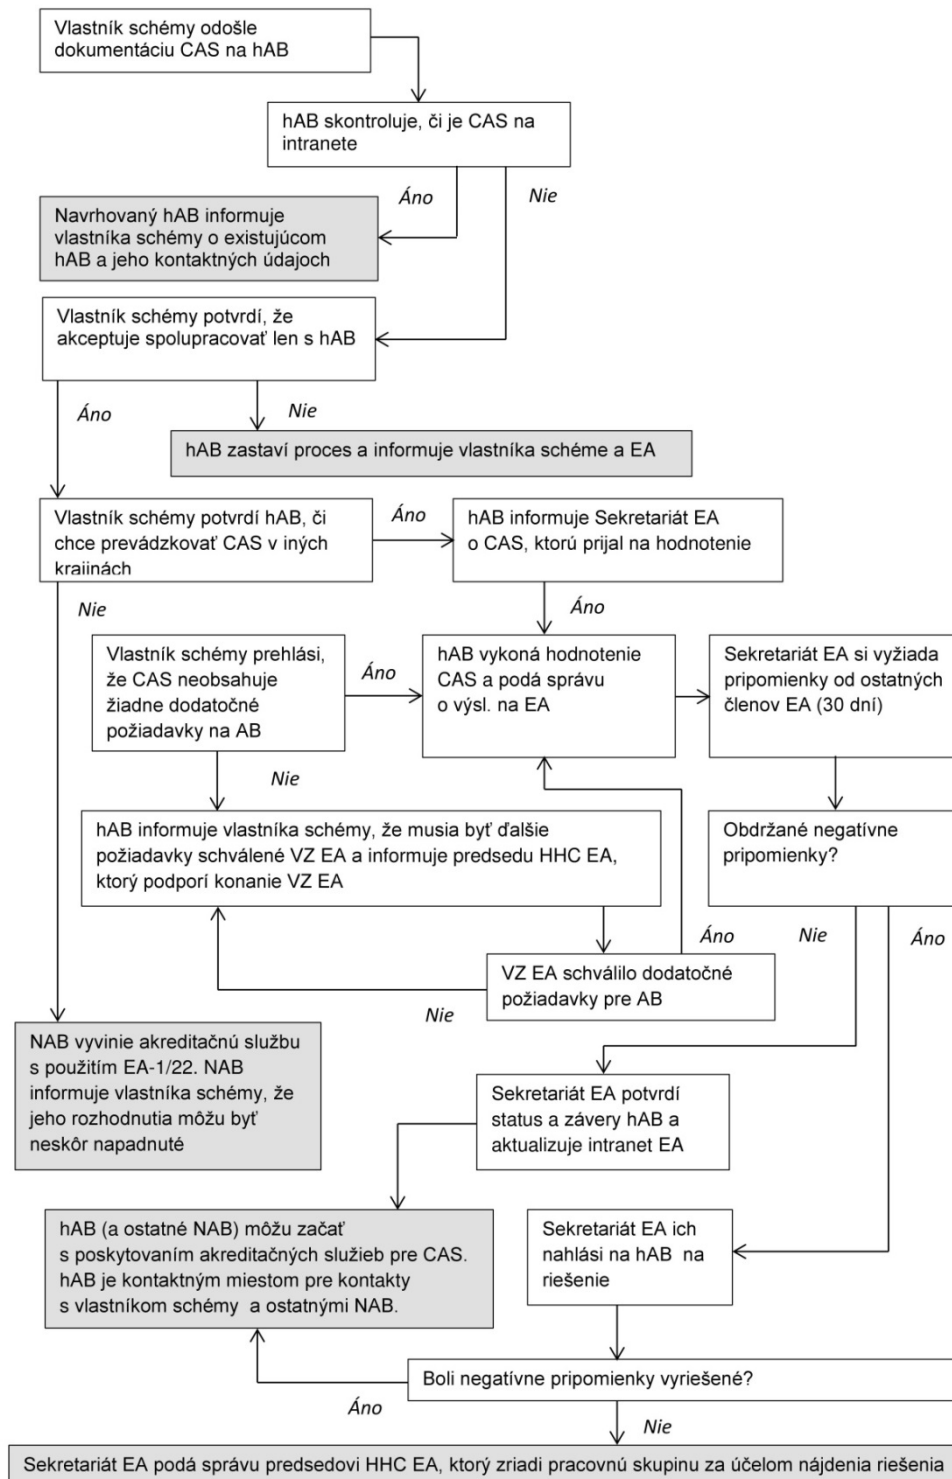 Vlastník schémy odošle
dokumentáciu CAS na hAB
hAB skontroluje, či je CAS na
intranete
Áno
Nie
Navrhovaný hAB informuje
vlastníka schémy o existujúcom
hAB a jeho kontaktných údajoch
Vlastník schémy potvrdí, že
akceptuje spolupracovať len s hAB
Áno
Nie
hAB zastaví proces a informuje vlastníka schéme a EA
Vlastník schémy potvrdí hAB, či
chce prevádzkovať CAS v iných
krajinách
Áno
hAB informuje Sekretariát EA
o CAS, ktorú prijal na hodnotenie
Nie
Áno
Vlastník schémy prehlási,
že CAS neobsahuje
žiadne dodatočné
požiadavky na AB
Áno
hAB vykoná hodnotenie
CAS a podá správu
o výsl. na EA
Sekretariát EA si vyžiada
pripomienky od ostatných
členov EA (30 dní)
Nie
hAB informuje vlastníka schémy, že musia byť ďalšie
požiadavky schválené VZ EA a informuje predsedu HHC EA,
ktorý podporí konanie VZ EA
Obdržané negatívne
pripomienky?
Áno
Nie
Áno
VZ EA schválilo dodatočné
požiadavky pre AB
Nie
NAB vyvinie akreditačnú službu
s použitím EA-1/22. NAB
informuje vlastníka schémy, že
jeho rozhodnutia môžu byť
neskôr napadnuté
Sekretariát EA potvrdí
status a závery hAB a
aktualizuje intranet EA
hAB (a ostatné NAB) môžu začať
s poskytovaním akreditačných služieb pre CAS.
hAB je kontaktným miestom pre kontakty
s vlastníkom schémy a ostatnými NAB.
Sekretariát EA ich
nahlási na hAB na
riešenie
Boli negatívne pripomienky vyriešené?
Áno
Nie
Sekretariát EA podá správu predsedovi HHC EA, ktorý zriadi pracovnú skupinu za účelom nájdenia riešenia